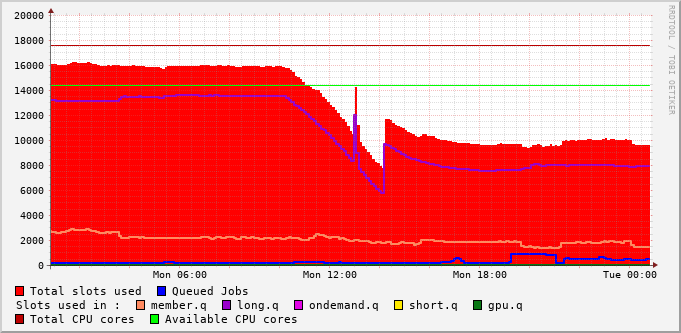 RRDTOOL / TOBI OETIKER
20000
18000
16000
14000
12000
10000
8000
6000
4000
2000
0
Mon 06:00 Mon 12:00 Mon 18:00 Tue 00:00
Total slots used Queued Jobs
Slots used in : member.q long.q ondemand.q short.q gpu.q
Total CPU cores Available CPU cores